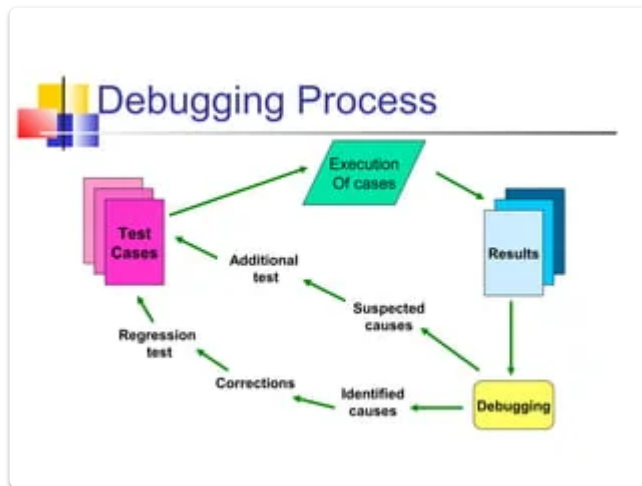 Debugging Process
Execution
Of cases
Test
Cases
Results
Additional
test
Suspected
causes
Regression
test
Corrections
Identified
causes
Debugging